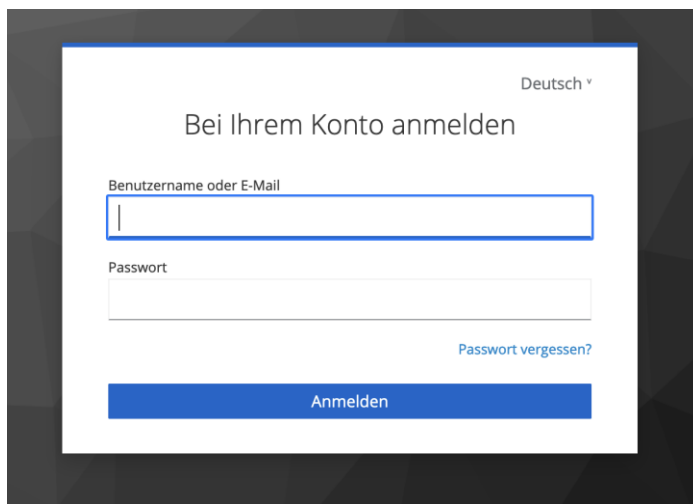 Deutsch
Bei Ihrem Konto anmelden
Benutzername oder E-Mail
Passwort
Passwort vergessen?
Anmelden